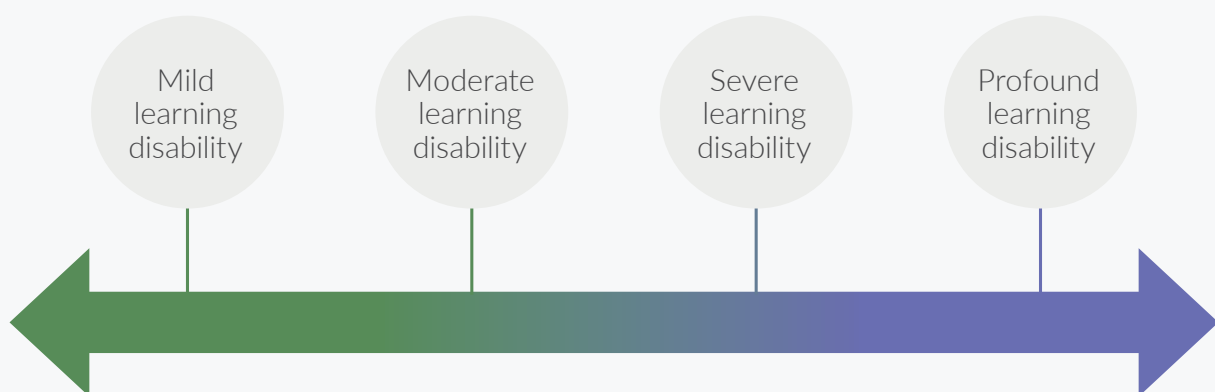 Mild
learning
disability
Moderate
learning
disability
Severe
learning
disability
Profound
learning
disability